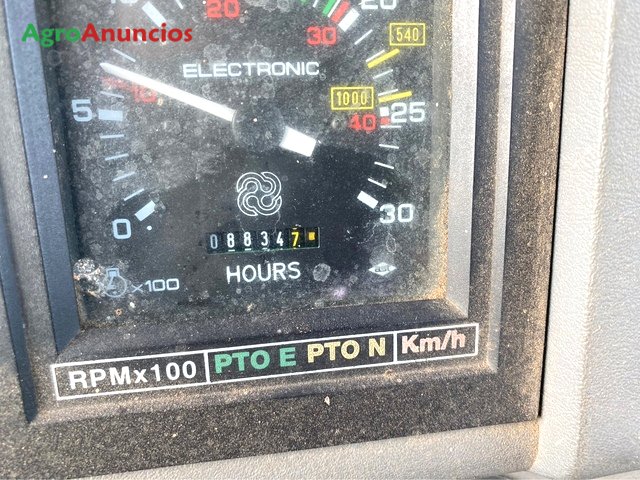 AgroAnuncios
20 30 20
540
ELECTRONIC
10
1000
5 40 25
0 30
088347
HOURS
x100
RPMx100 PTO E PTO N Km/h